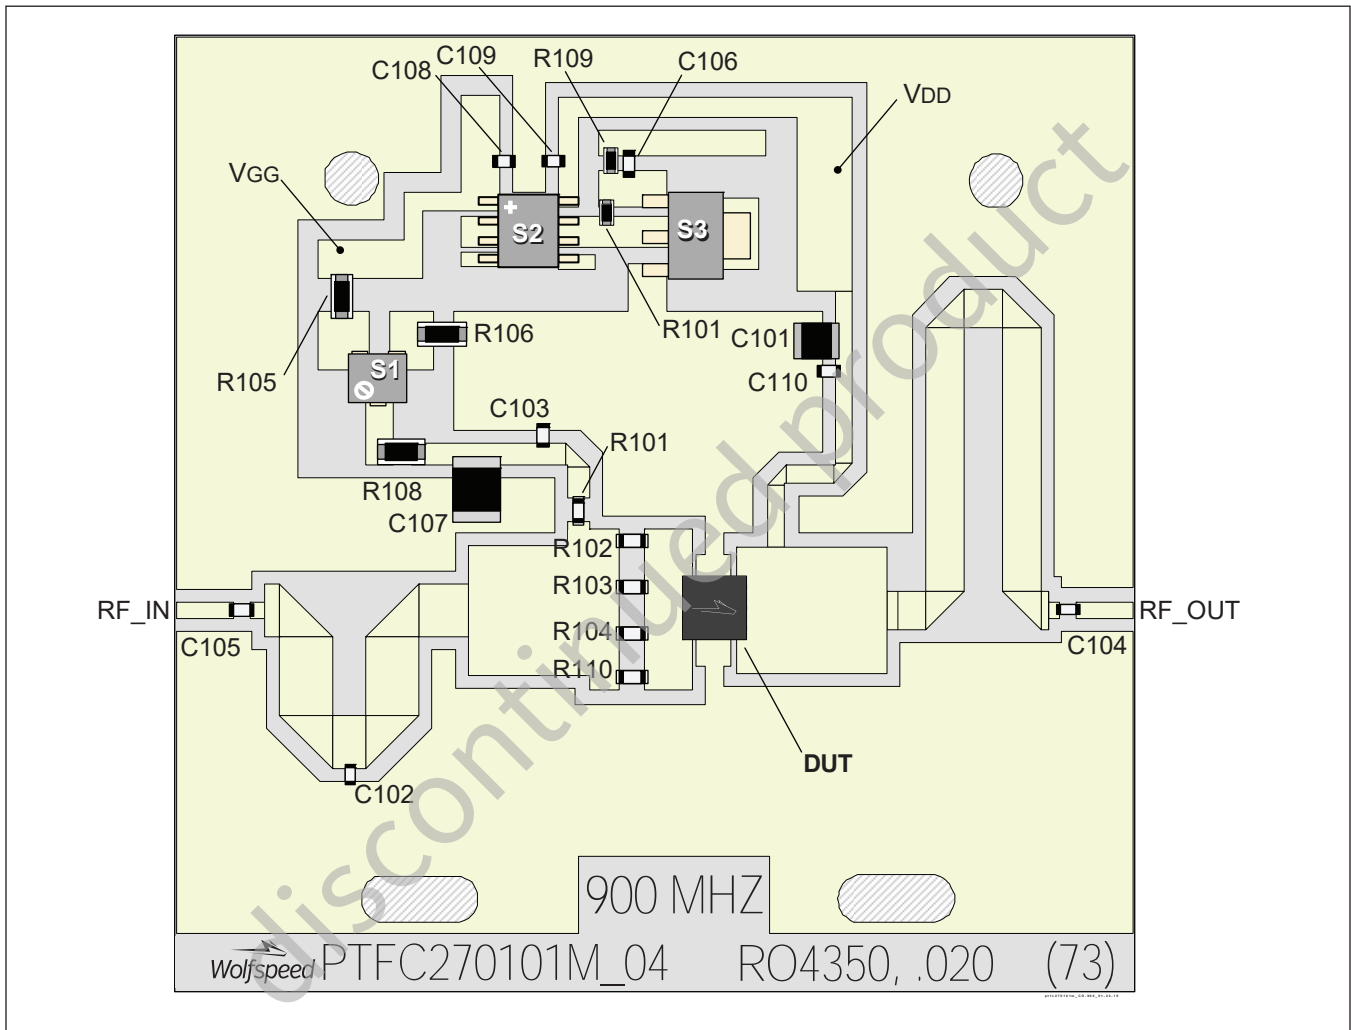 C108
C109
R109
C106
VDD
VGG
S2
S3
R105
S1
R106
R101
C101
C110
C103
R101
R108
C107
R102
R103
R104
R110
RF_IN
C105
RF_OUT
C104
DUT
C102
900 MHZ
Wolfspeed PTFC270101M_04 RO4350, .020 (73)
discontinued product